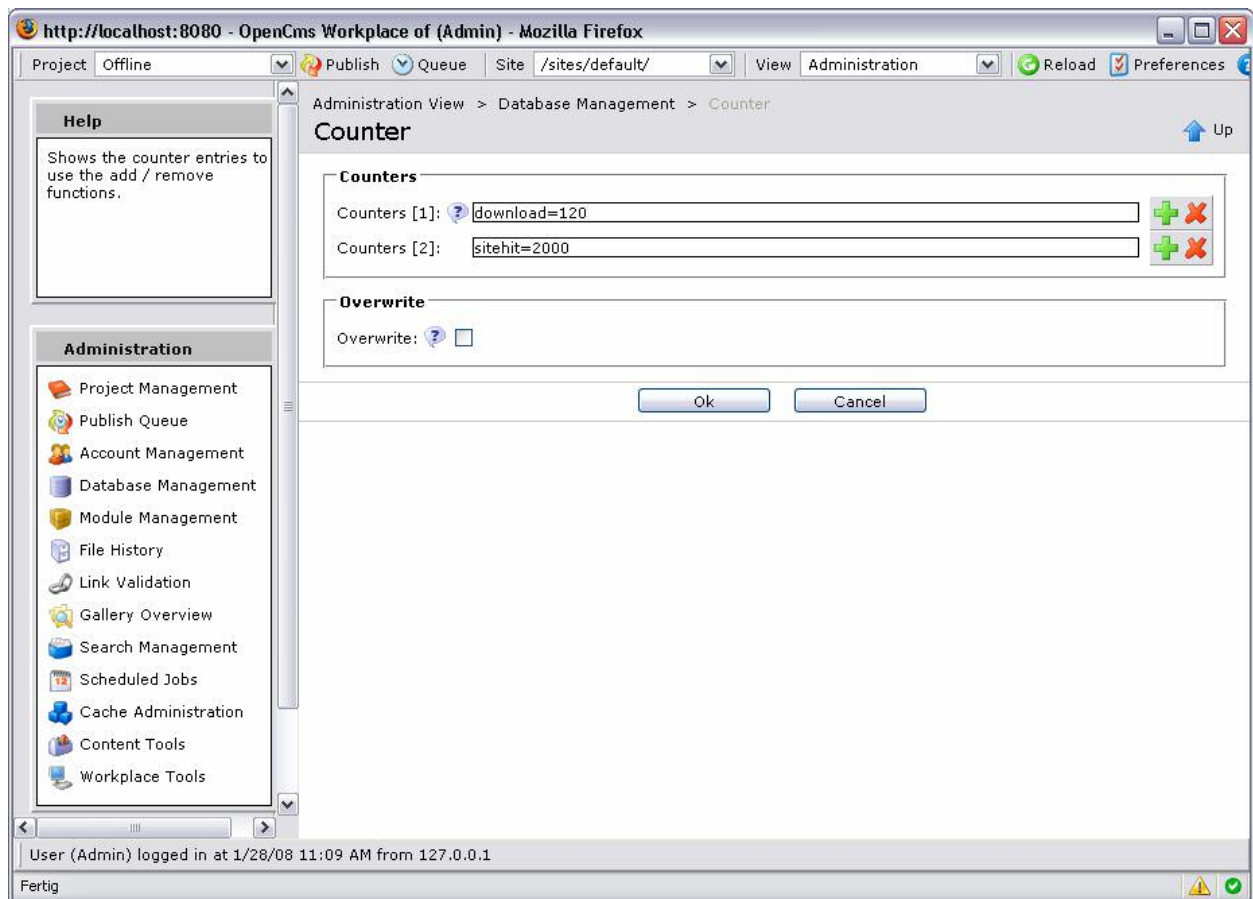 http://localhost:8080 - OpenCms Workplace of (Admin) - Mozilla Firefox
Project Offline Publish Queue Site /sites/default/ View Administration Reload Preferences
Help
Shows the counter entries to
use the add / remove
functions.
Administration View > Database Management > Counter
Counter
Up
Counters
Counters [1]: download=120
Counters [2]: sitehit=2000
Overwrite
Overwrite:
Ok Cancel
Administration
Project Management
Publish Queue
Account Management
Database Management
Module Management
File History
Link Validation
Gallery Overview
Search Management
Scheduled Jobs
Cache Administration
Content Tools
Workplace Tools
User (Admin) logged in at 1/28/08 11:09 AM from 127.0.0.1
Fertig